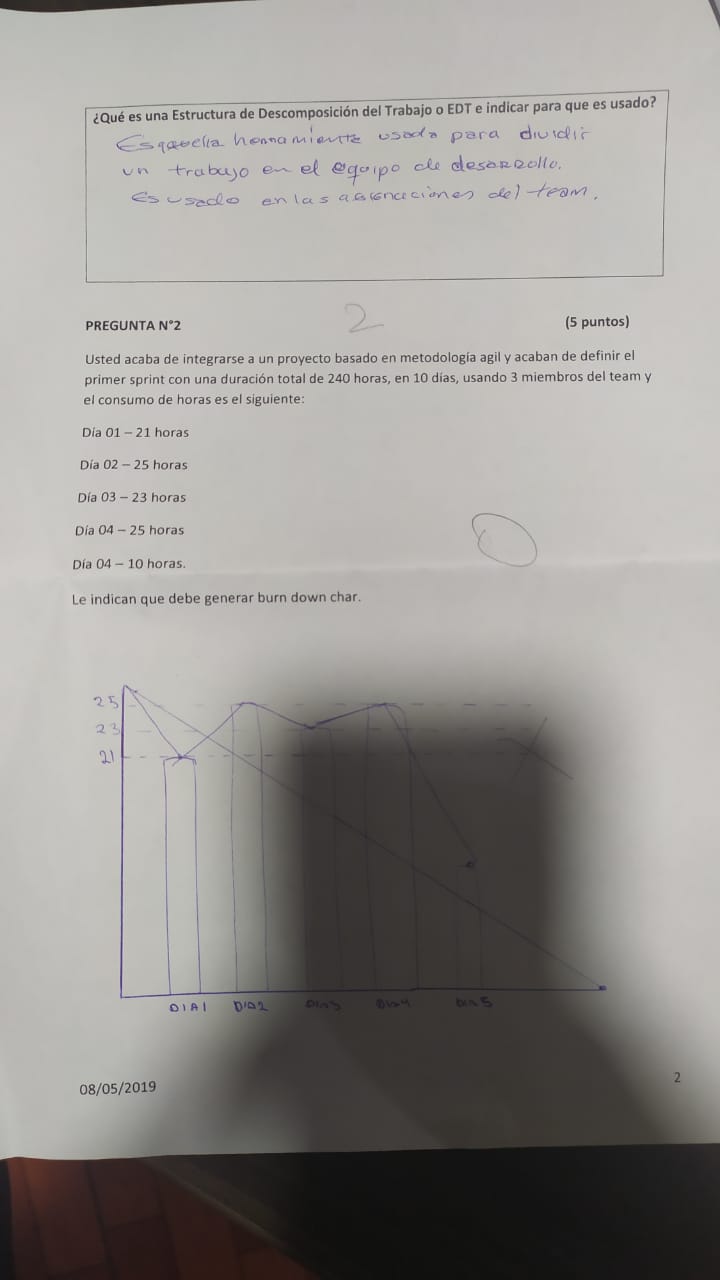 ¿Qué es una Estructura de Descomposición del Trabajo o EDT e indicar para que es usado?
Es aquella herramienta usada para dividir
un trabajo en el equipo de desarrollo.
Es usado en las asignaciones del team.
PREGUNTA N°2
2
(5 puntos)
Usted acaba de integrarse a un proyecto basado en metodología agil y acaban de definir el
primer sprint con una duración total de 240 horas, en 10 días, usando 3 miembros del team y
el consumo de horas es el siguiente:
Día 01 – 21 horas
Día 02 – 25 horas
Día 03 – 23 horas
Día 04 – 25 horas
Día 04 – 10 horas.
0
Le indican que debe generar burn down char.
25
23
21
DIA1 DIA2 DIA3 DIA4 DIA5
08/05/2019
2